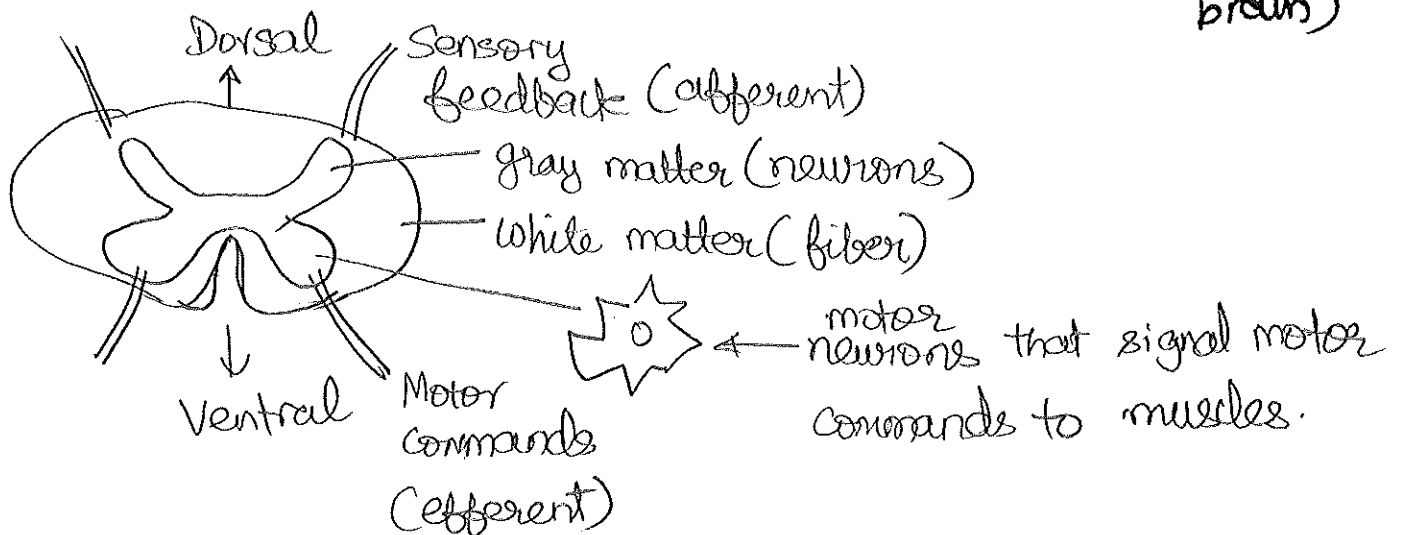 brain)
Dorsal
Sensory
feedback (afferent)
gray matter (neurons)
white matter (fiber)
motor
neurons that signal motor
commands to muscles.
Ventral
Motor
commands
(efferent)